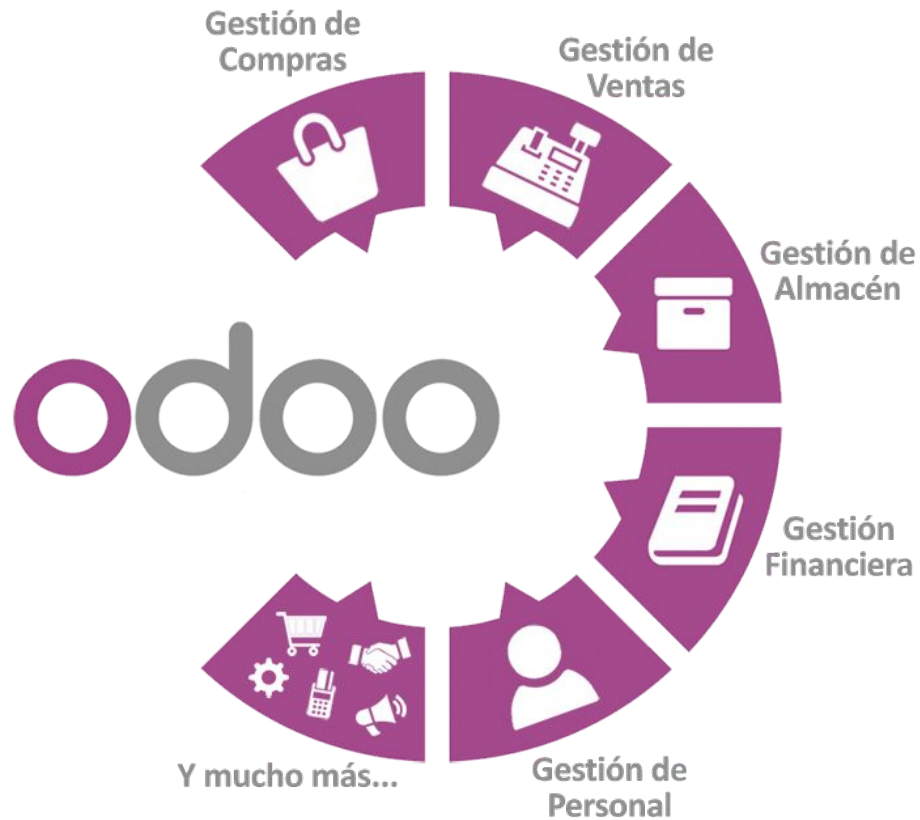 Gestión de
Compras
Gestión de
Ventas
Gestión de
Almacén
odoo
Gestión
Financiera
Gestión de
Personal
Y mucho más...